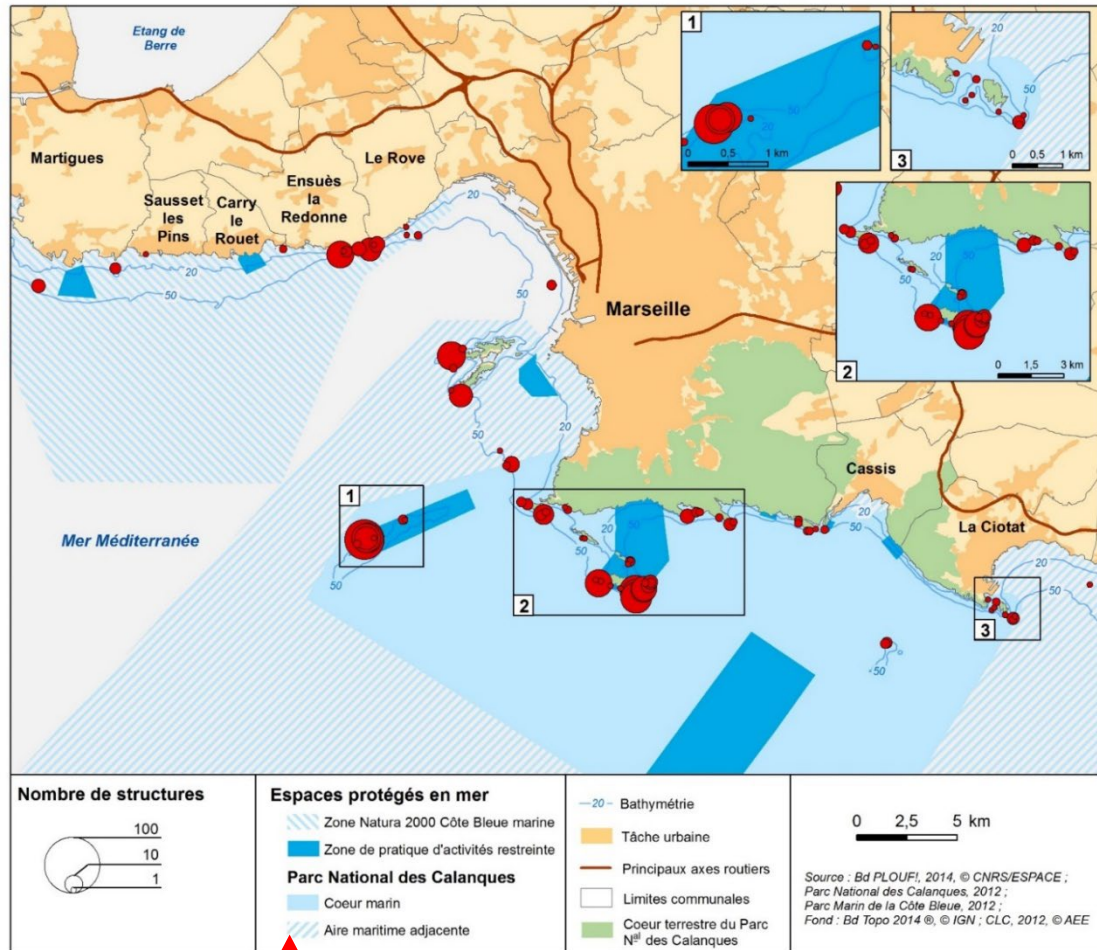 Etang de
Berre
Martigues
Sausset
les
Pins
Carry
le
Rouet
Ensuès
la
Redonne
Le Rove
Marseille
Cassis
La Ciotat
Mer Méditerranée
1
2
3
20
50
20
50
50
20
20
50
50
50
50
20
50
20
50
50
1
50
20
0 0,5 1 km
3
20
50
0 0,5 1 km
2
50
50
0 1,5 3 km
Nombre de structures
100
10
1
Espaces protégés en mer
Zone Natura 2000 Côte Bleue marine
Zone de pratique d'activités restreinte
Parc National des Calanques
Coeur marin
Aire maritime adjacente
20 Bathymétrie
Tâche urbaine
Principaux axes routiers
Limites communales
Coeur terrestre du Parc
Nal des Calanques
0 2,5 5 km
Source : Bd PLOUF!, 2014, © CNRS/ESPACE ;
Parc National des Calanques, 2012 ;
Parc Marin de la Côte Bleue, 2012 ;
Fond : Bd Topo 2014 ®, © IGN ; CLC, 2012, © AEE